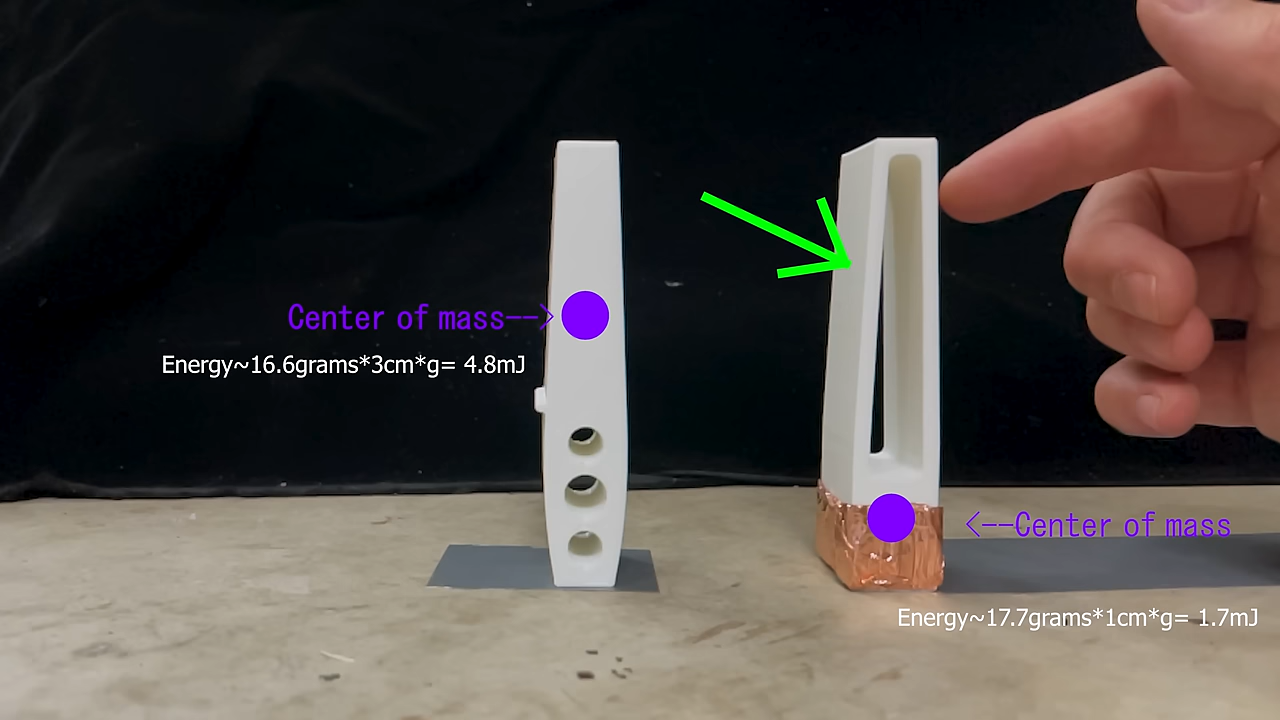 Center of mass-->
Energy~16.6grams*3cm*g= 4.8mJ
<--Center of mass
Energy~17.7grams*1cm*g= 1.7mJ